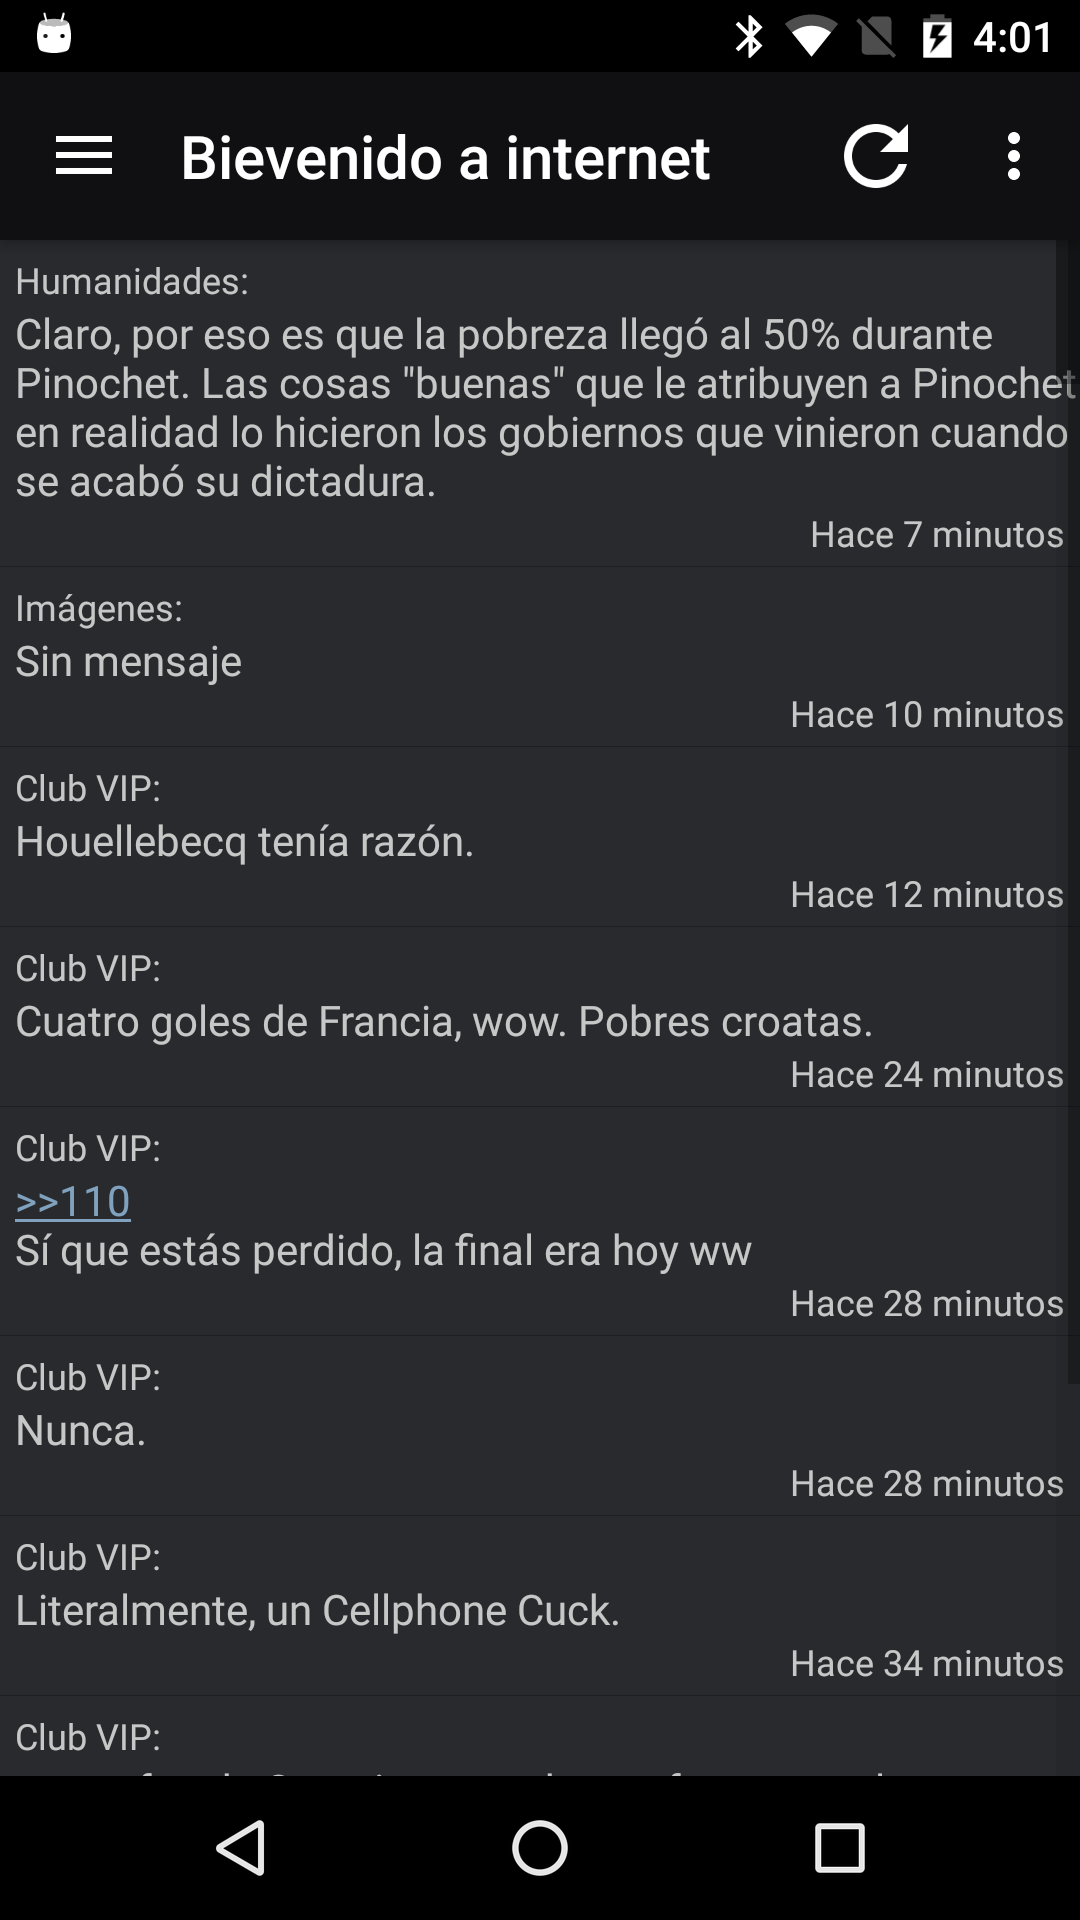 4:01
Bievenido a internet
Humanidades:
Claro, por eso es que la pobreza llegó al 50% durante
Pinochet. Las cosas "buenas" que le atribuyen a Pinochet
en realidad lo hicieron los gobiernos que vinieron cuando
se acabó su dictadura.
Hace 7 minutos
Imágenes:
Sin mensaje
Hace 10 minutos
Club VIP:
Houellebecq tenía razón.
Hace 12 minutos
Club VIP:
Cuatro goles de Francia, wow. Pobres croatas.
Hace 24 minutos
Club VIP:
>>110
Sí que estás perdido, la final era hoy ww
Hace 28 minutos
Club VIP:
Nunca.
Hace 28 minutos
Club VIP:
Literalmente, un Cellphone Cuck.
Hace 34 minutos
Club VIP: